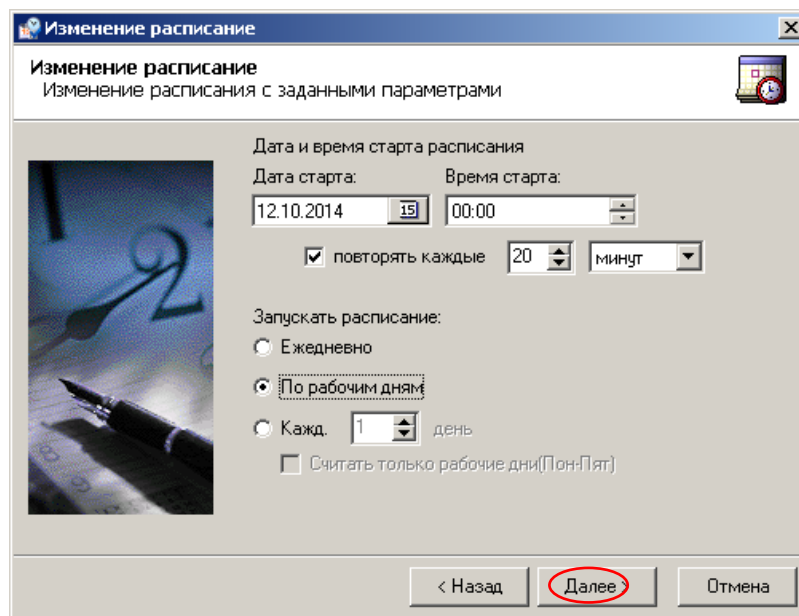 Изменение расписание
Изменение расписание
Изменение расписания с заданными параметрами
Дата и время старта расписания
Дата старта: Время старта:
12.10.2014 15 00:00
повторять каждые 20 минут
Запускать расписание:
Ежедневно
По рабочим дням
Кажд. 1 день
Считать только рабочие дни(Пон-Пят)
< Назад Далее > Отмена